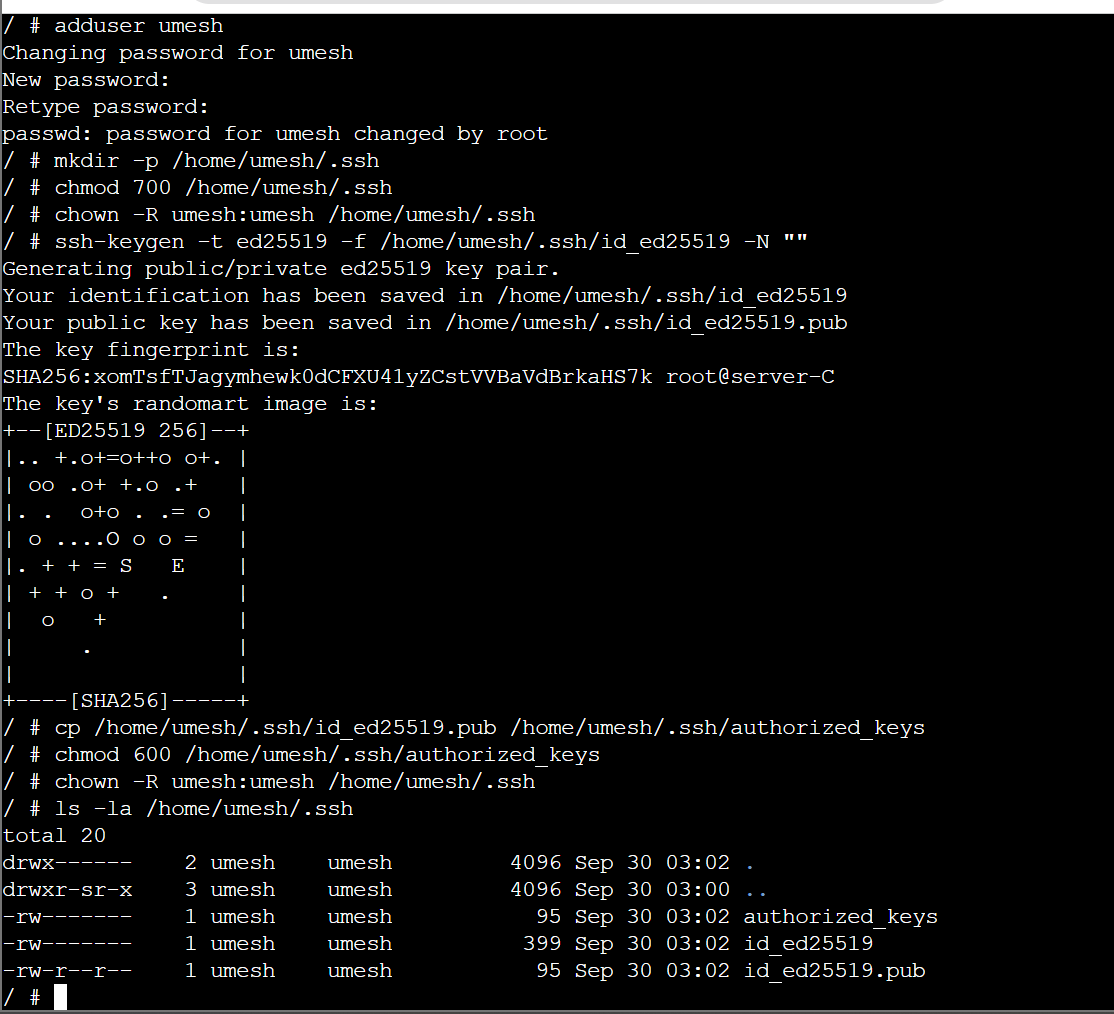 / # adduser umesh
Changing password for umesh
New password:
Retype password:
passwd: password for umesh changed by root
/ # mkdir -p /home/umesh/.ssh
/ # chmod 700 /home/umesh/.ssh
/ # chown -R umesh:umesh /home/umesh/.ssh
/ # ssh-keygen -t ed25519 -f /home/umesh/.ssh/id_ed25519 -N ""
Generating public/private ed25519 key pair.
Your identification has been saved in /home/umesh/.ssh/id_ed25519
Your public key has been saved in /home/umesh/.ssh/id_ed25519.pub
The key fingerprint is:
SHA256:xomTsfTJagymhewk0dCFXU41yZCstVVBaVdBrkaHS7k root@server-C
The key's randomart image is:
+--[ED25519 256]--+
|.. +.o+=o++o o+. |
| oo .o+ +.o .+   |
|. .  o+o . .= o  |
| o ....O o o =   |
|. + + = S   E    |
| + + o +   .     |
|  o   +          |
|     .           |
|                 |
+----[SHA256]-----+
/ # cp /home/umesh/.ssh/id_ed25519.pub /home/umesh/.ssh/authorized_keys
/ # chmod 600 /home/umesh/.ssh/authorized_keys
/ # chown -R umesh:umesh /home/umesh/.ssh
/ # ls -la /home/umesh/.ssh
total 20
drwx------    2 umesh    umesh         4096 Sep 30 03:02 .
drwxr-sr-x    3 umesh    umesh         4096 Sep 30 03:00 ..
-rw-------    1 umesh    umesh           95 Sep 30 03:02 authorized_keys
-rw-------    1 umesh    umesh          399 Sep 30 03:02 id_ed25519
-rw-r--r--    1 umesh    umesh           95 Sep 30 03:02 id_ed25519.pub
/ #